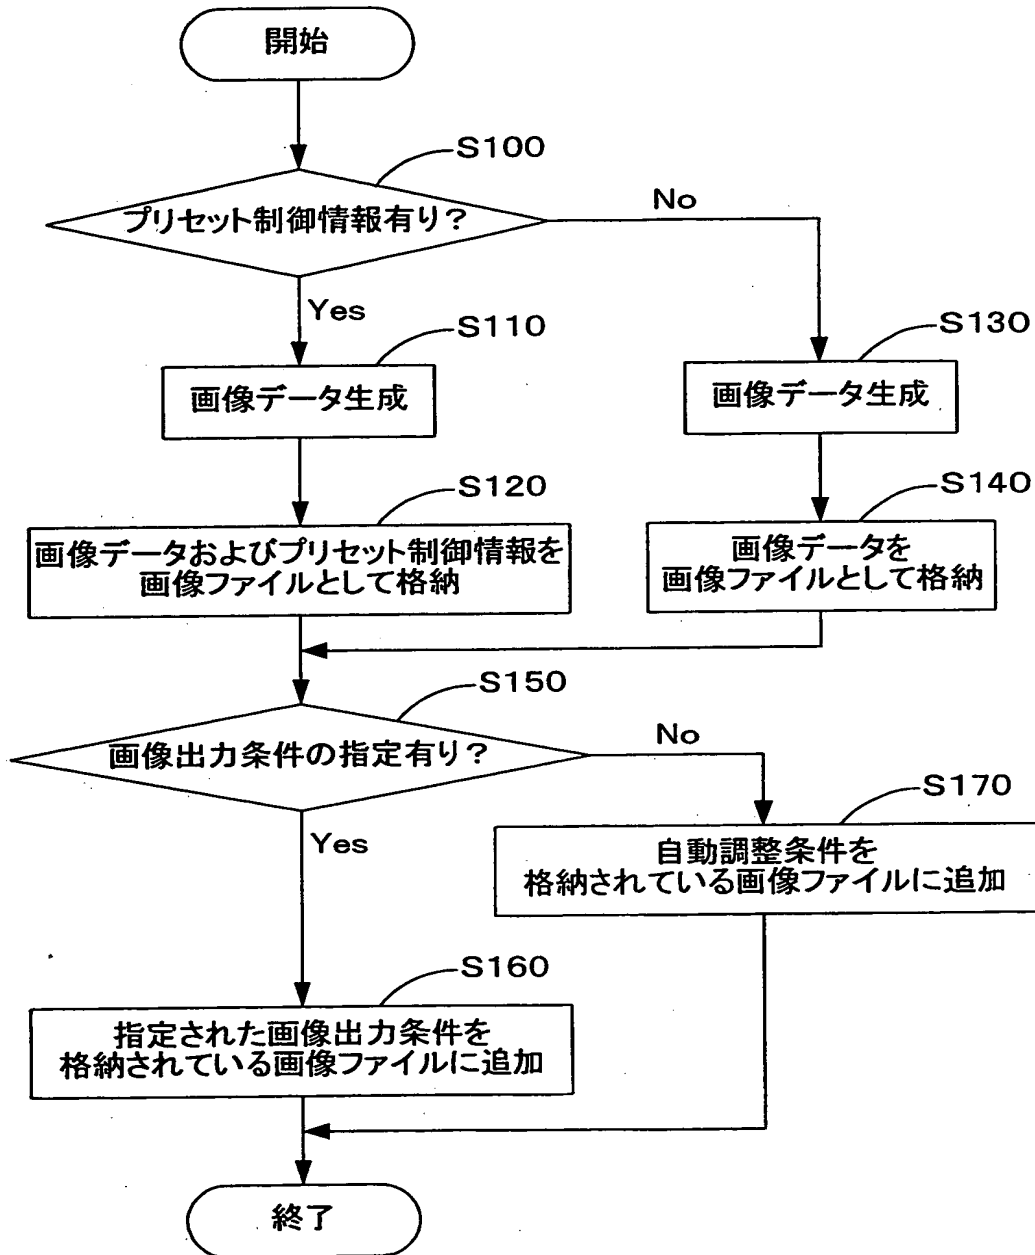 開始
S100
プリセット制御情報有り?
No
Yes
S110
S130
画像データ生成
画像データ生成
S120
S140
画像データおよびプリセット制御情報を
画像ファイルとして格納
画像データを
画像ファイルとして格納
S150
画像出力条件の指定有り?
No
Yes
S170
自動調整条件を
格納されている画像ファイルに追加
S160
指定された画像出力条件を
格納されている画像ファイルに追加
終了